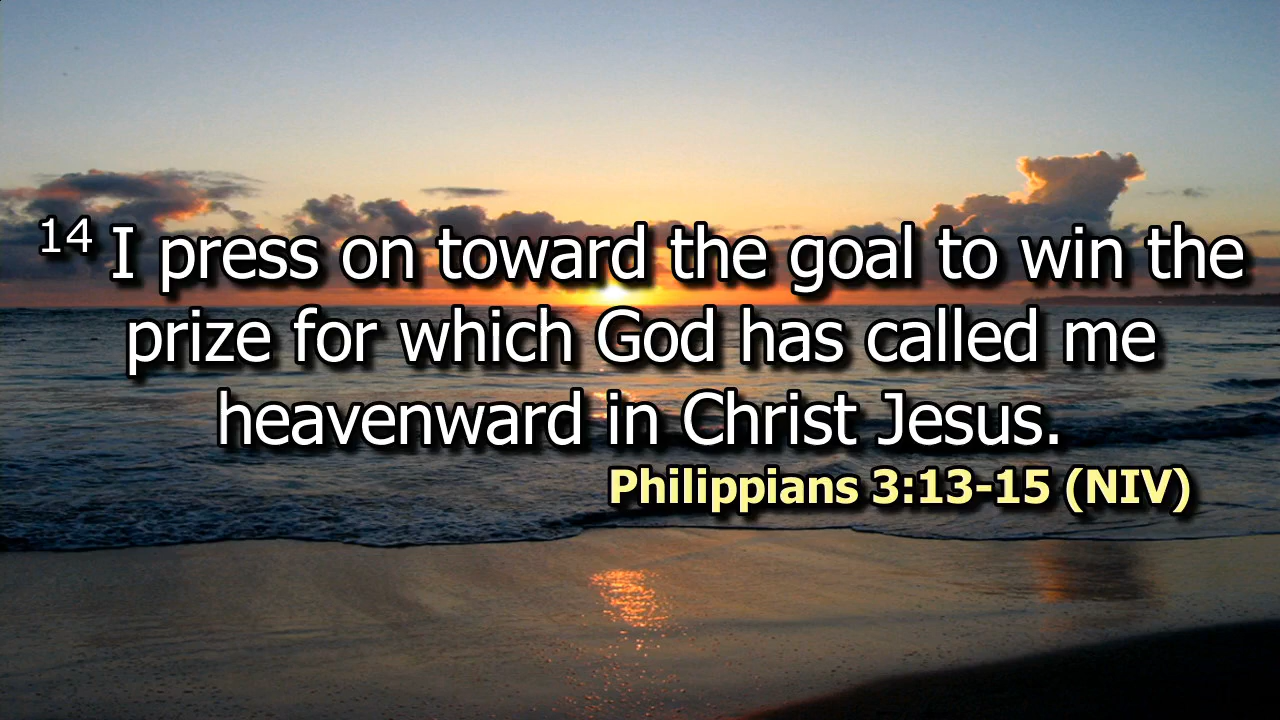 14 I press on toward the goal to win the
prize for which God has called me
heavenward in Christ Jesus.
Philippians 3:13-15 (NIV)